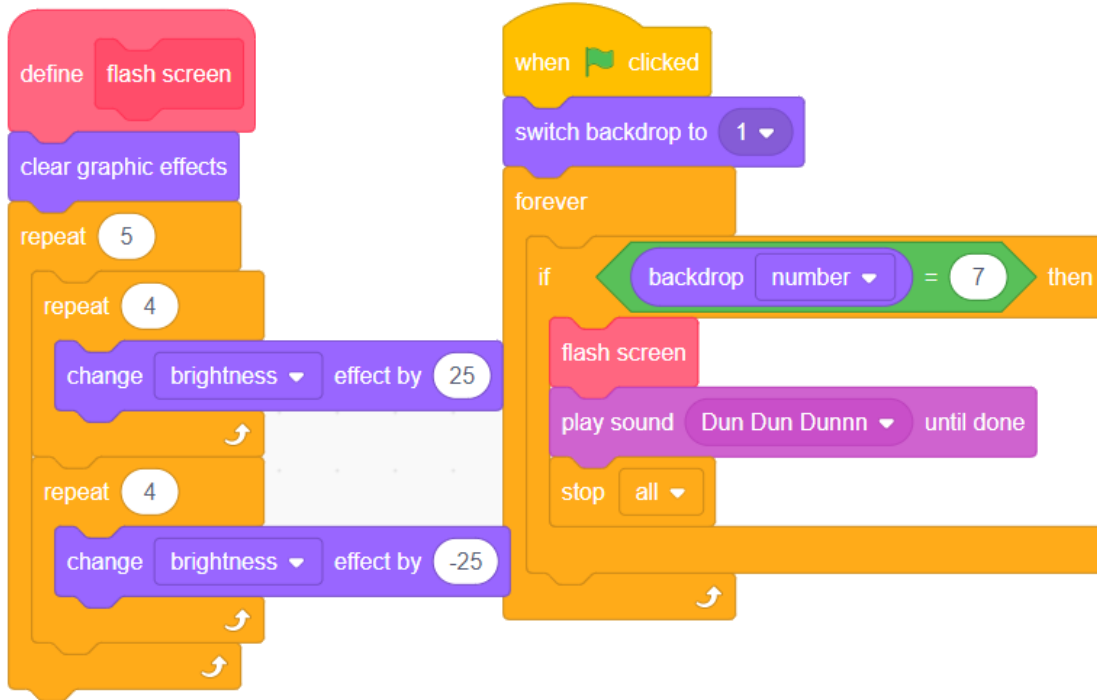 define flash screen
clear graphic effects
repeat 5
repeat 4
change brightness effect by 25
repeat 4
change brightness effect by -25
when clicked
switch backdrop to 1
forever
if backdrop number = 7 then
flash screen
play sound Dun Dun Dunnn until done
stop all